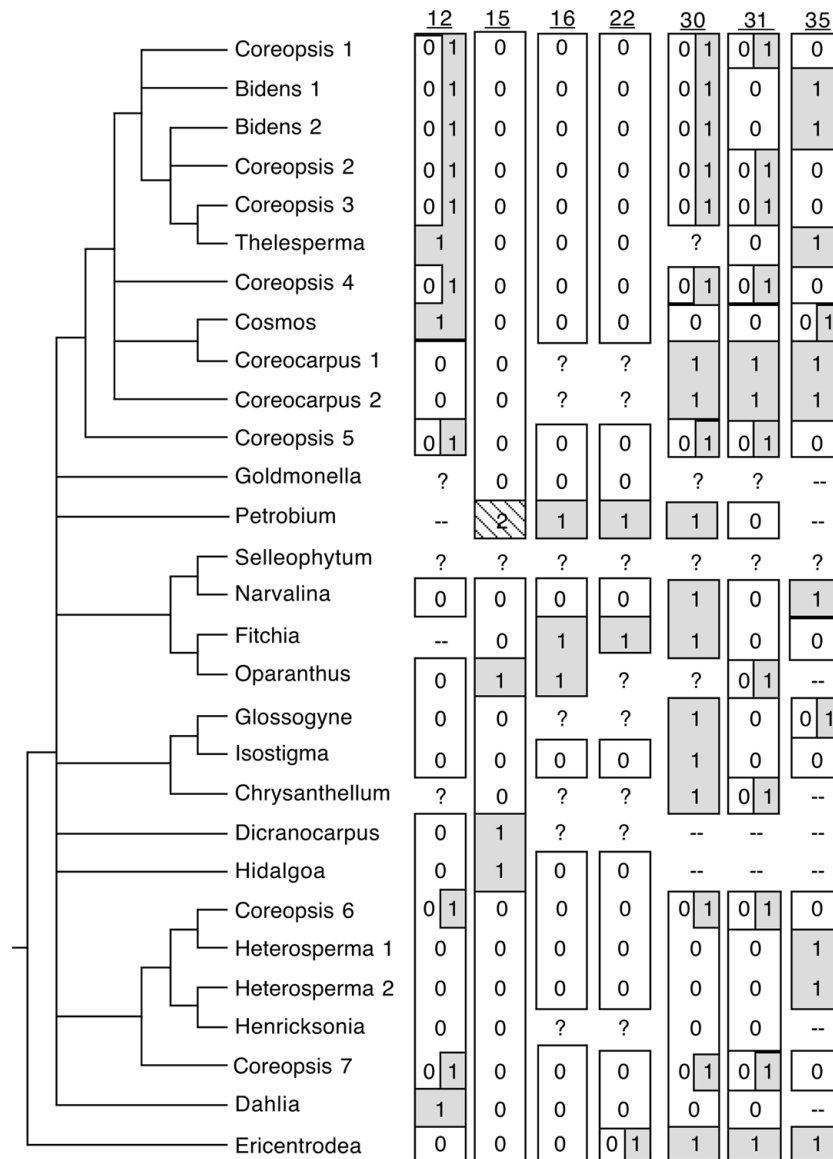 12 15 16 22 30 31 35
Coreopsis 1 0 1 0 0 0 0 1 0 1 0
Bidens 1 0 1 0 0 0 0 1 0 1
Bidens 2 0 1 0 0 0 0 1 0 1
Coreopsis 2 0 1 0 0 0 0 1 0 1 0
Coreopsis 3 0 1 0 0 0 0 1 0 1 0
Thelesperma 1 0 0 0 ? 0 1
Coreopsis 4 0 1 0 0 0 0 1 0 1 0
Cosmos 1 0 0 0 0 0 0 1
Coreocarpus 1 0 0 ? ? 1 1 1
Coreocarpus 2 0 0 ? ? 1 1 1
Coreopsis 5 0 1 0 0 0 0 1 0 1 0
Goldmonella ? 0 0 0 ? ? --
Petrobium -- 2 1 1 1 0 --
Selleophytum ? ? ? ? ? ? ?
Narvalina 0 0 0 0 1 0 1
Fitchia -- 0 1 1 1 0 0
Oparanthus 0 1 1 ? ? 0 1 --
Glossogyne 0 0 ? ? 1 0 0 1
Isostigma 0 0 0 0 1 0 0
Chrysanthellum ? 0 ? ? 1 0 1 --
Dicranocarpus 0 1 ? ? -- -- --
Hidalgoa 0 1 0 0 -- -- --
Coreopsis 6 0 1 0 0 0 0 1 0 1 0
Heterosperma 1 0 0 0 0 0 0 1
Heterosperma 2 0 0 0 0 0 0 1
Henricksonia 0 0 ? ? 0 0 --
Coreopsis 7 0 1 0 0 0 0 1 0 1 0
Dahlia 1 0 0 0 0 0 --
Ericentrodea 0 0 0 0 1 1 1 1